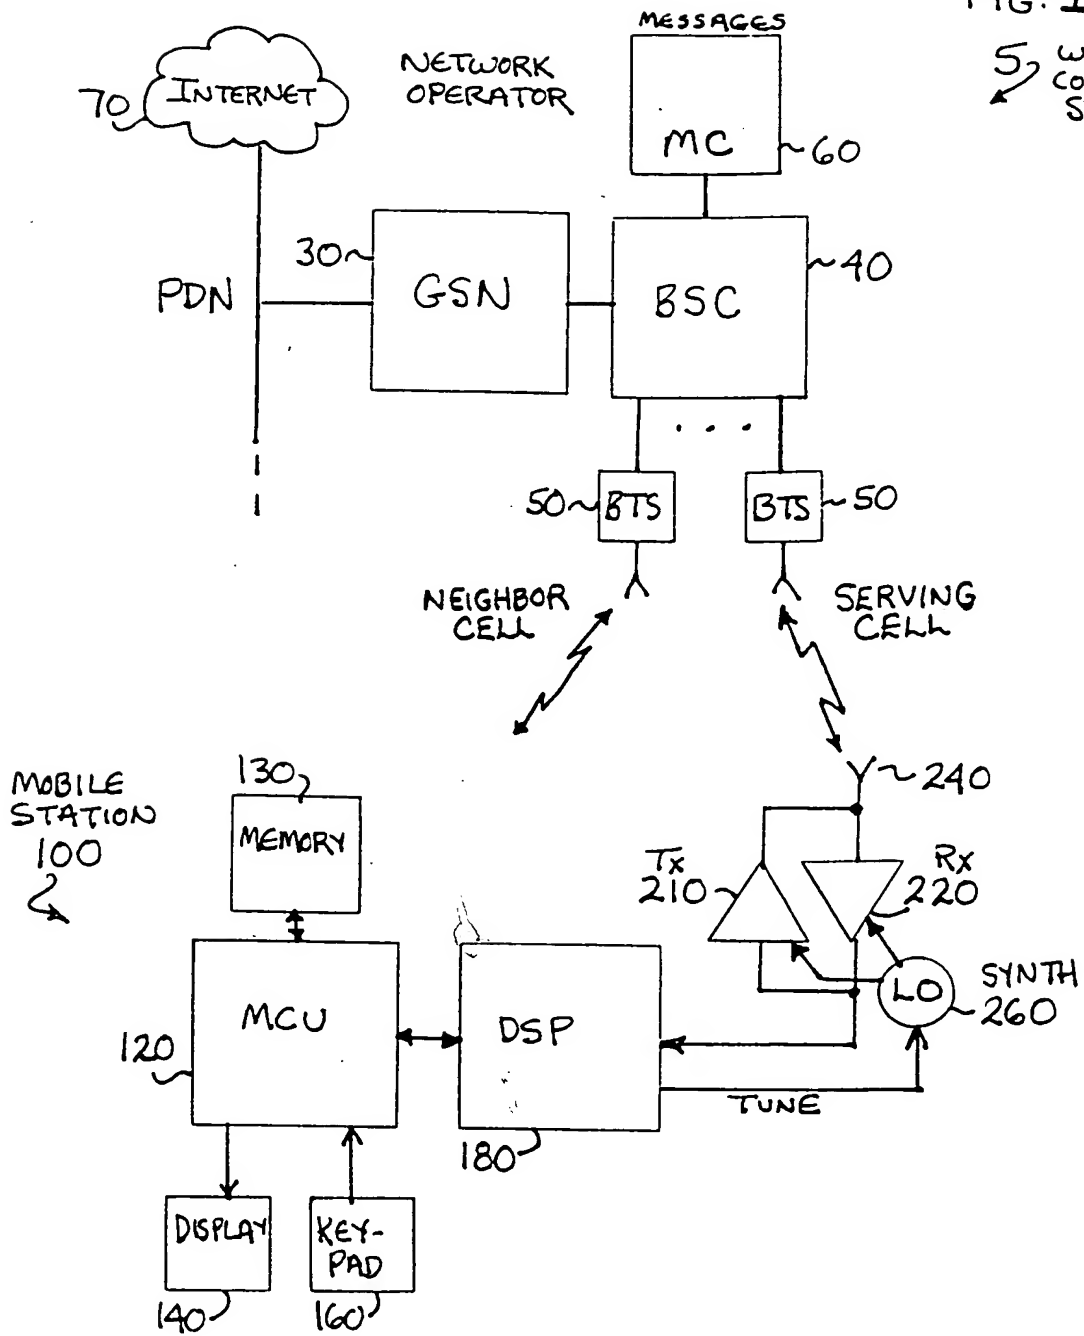 FIG. 1
MESSAGES
5
INTERNET
70
NETWORK
OPERATOR
MC
60
30
GSN
40
BSC
PDN
50
BTS
BTS
50
NEIGHBOR
CELL
SERVING
CELL
MOBILE
STATION
100
130
MEMORY
240
Tx
210
Rx
220
LO
SYNTH
260
MCU
120
DSP
TUNE
180
DISPLAY
KEY-
PAD
140
160